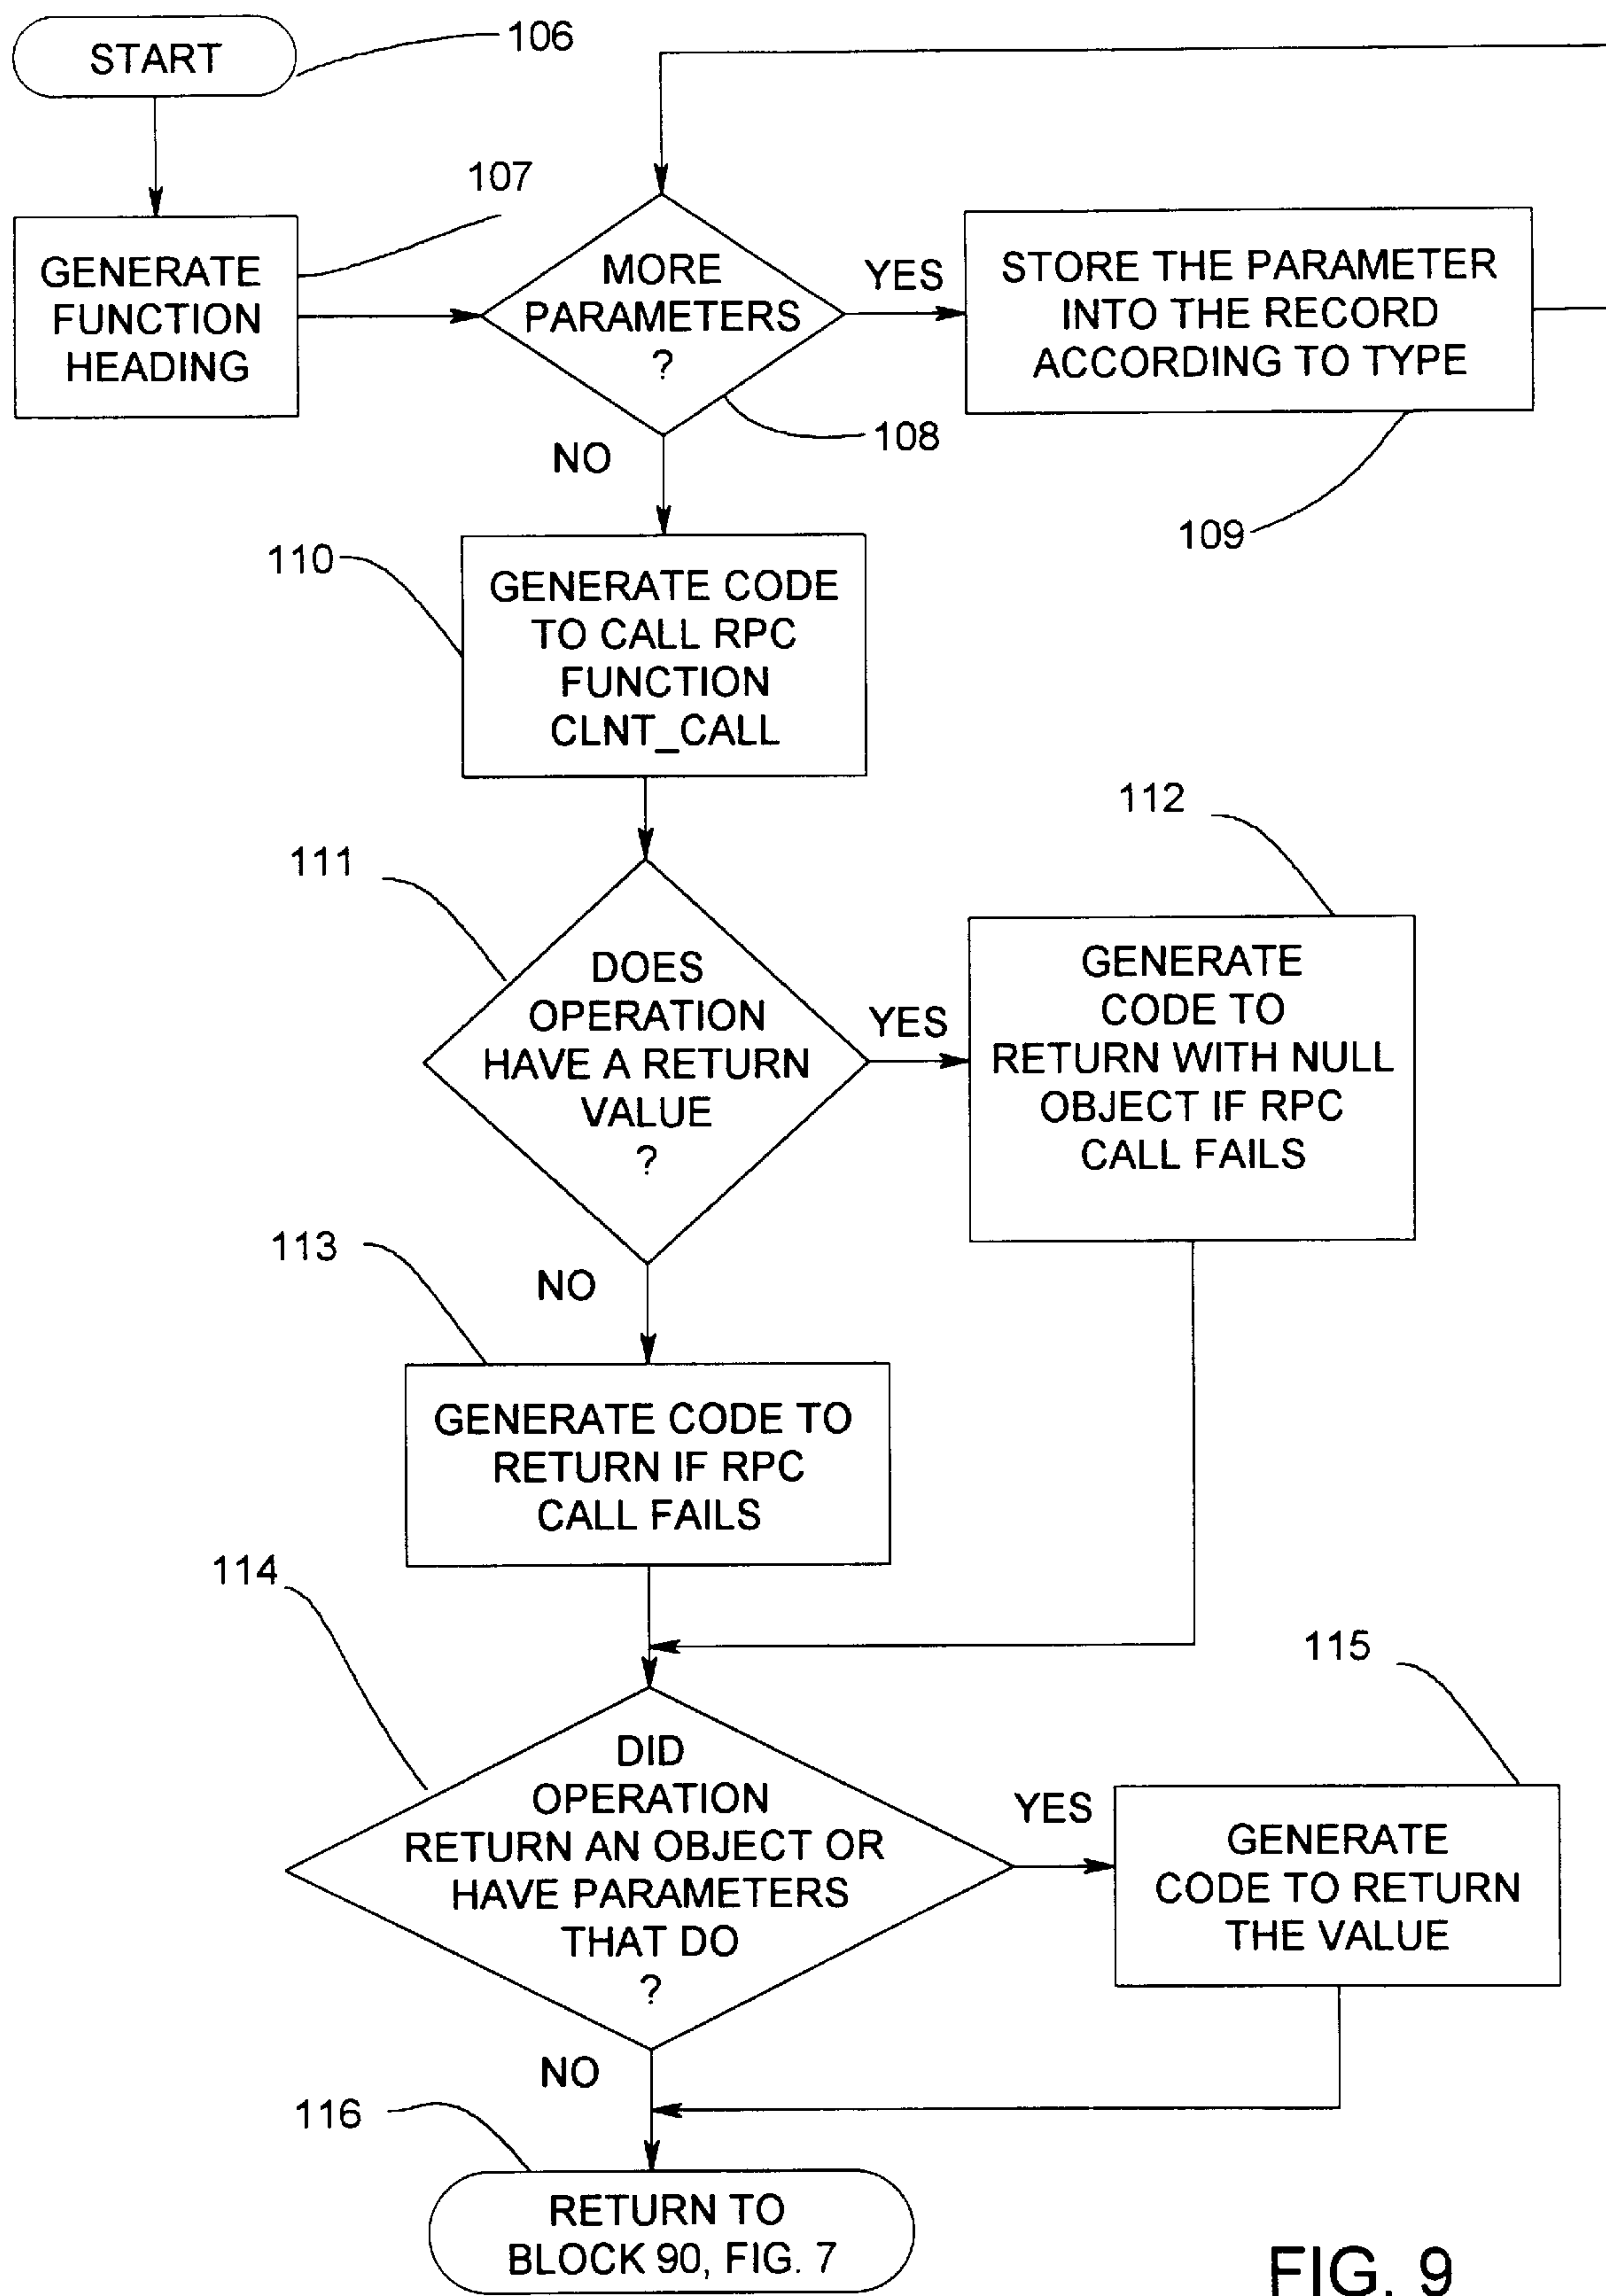 START
106
107
GENERATE
FUNCTION
HEADING
MORE
PARAMETERS
?
YES
STORE THE PARAMETER
INTO THE RECORD
ACCORDING TO TYPE
108
NO
109
110
GENERATE CODE
TO CALL RPC
FUNCTION
CLNT_CALL
111
DOES
OPERATION
HAVE A RETURN
VALUE
?
YES
112
GENERATE
CODE TO
RETURN WITH NULL
OBJECT IF RPC
CALL FAILS
113
NO
GENERATE CODE TO
RETURN IF RPC
CALL FAILS
114
DID
OPERATION
RETURN AN OBJECT OR
HAVE PARAMETERS
THAT DO
?
YES
115
GENERATE
CODE TO RETURN
THE VALUE
NO
116
RETURN TO
BLOCK 90, FIG. 7
FIG. 9